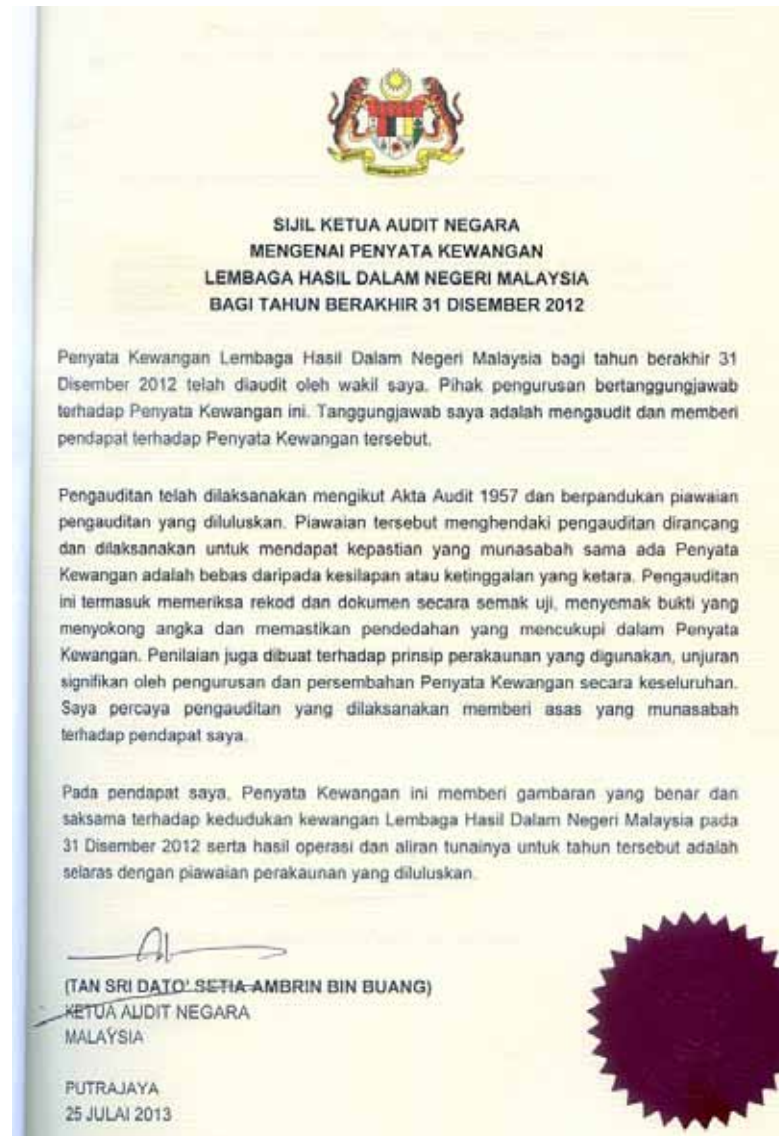 SIJIL KETUA AUDIT NEGARA
MENGENAI PENYATA KEWANGAN
LEMBAGA HASIL DALAM NEGERI MALAYSIA
BAGI TAHUN BERAKHIR 31 DISEMBER 2012
Penyata Kewangan Lembaga Hasil Dalam Negeri Malaysia bagi tahun berakhir 31
Disember 2012 telah diaudit oleh wakil saya. Pihak pengurusan bertanggungjawab
terhadap Penyata Kewangan ini. Tanggungjawab saya adalah mengaudit dan memberi
pendapat terhadap Penyata Kewangan tersebut.
Pengauditan telah dilaksanakan mengikut Akta Audit 1957 dan berpandukan piawaian
pengauditan yang diluluskan. Piawaian tersebut menghendaki pengauditan dirancang
dan dilaksanakan untuk mendapat kepastian yang munasabah sama ada Penyata
Kewangan adalah bebas daripada kesilapan atau ketinggalan yang ketara. Pengauditan
ini termasuk memeriksa rekod dan dokumen secara semak uji, menyemak bukti yang
menyokong angka dan memastikan pendedahan yang mencukupi dalam Penyata
Kewangan. Penilaian juga dibuat terhadap prinsip perakaunan yang digunakan, unjuran
signifikan oleh pengurusan dan persembahan Penyata Kewangan secara keseluruhan.
Saya percaya pengauditan yang dilaksanakan memberi asas yang munasabah
terhadap pendapat saya.
Pada pendapat saya, Penyata Kewangan ini memberi gambaran yang benar dan
saksama terhadap kedudukan kewangan Lembaga Hasil Dalam Negeri Malaysia pada
31 Disember 2012 serta hasil operasi dan aliran tunainya untuk tahun tersebut adalah
selaras dengan piawaian perakaunan yang diluluskan.
(TAN SRI DATO' SETIA AMBRIN BIN BUANG)
KETUA AUDIT NEGARA
MALAYSIA
PUTRAJAYA
25 JULAI 2013